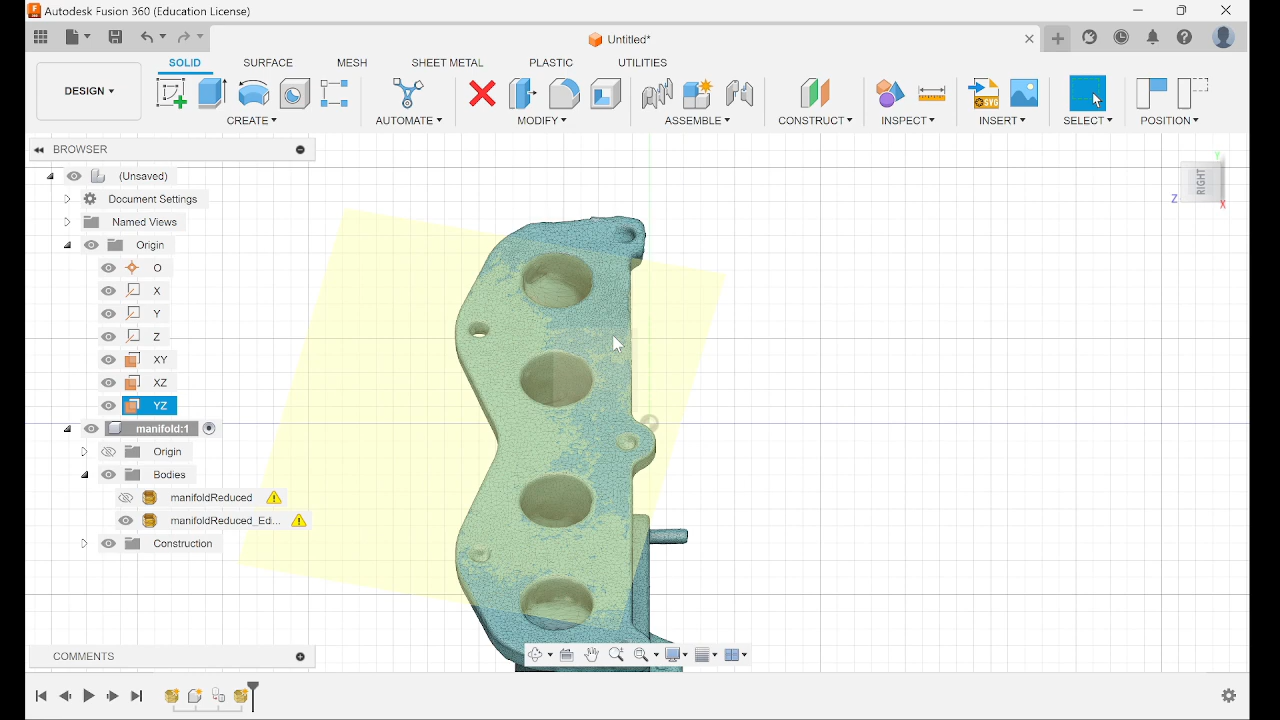 Autodesk Fusion 360 (Education License)
Untitled*
SOLID SURFACE MESH SHEET METAL PLASTIC UTILITIES
DESIGN
CREATE AUTOMATE MODIFY ASSEMBLE CONSTRUCT INSPECT INSERT SELECT POSITION
SVG
BROWSER
(Unsaved)
Document Settings
Named Views
Origin
O
X
Y
Z
XY
XZ
YZ
manifold:1
Origin
Bodies
manifoldReduced
manifoldReduced_Ed...
Construction
Y
RIGHT
Z
X
COMMENTS